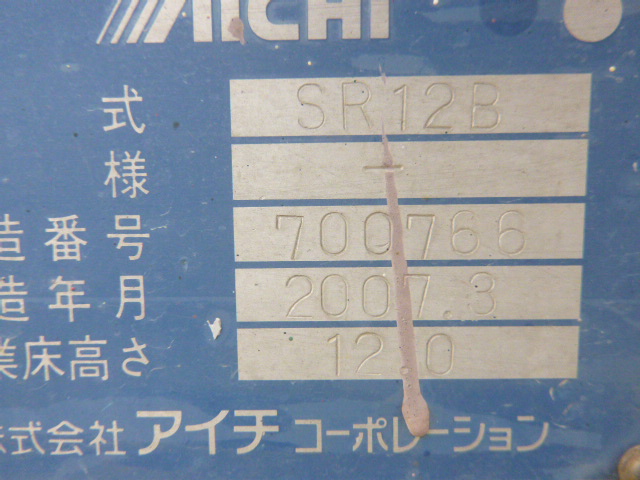 AICHI
式 SR12B
様 -
造番号 700766
造年月 2007.3
業床高さ 12.0
株式会社 アイチ コーポレーション